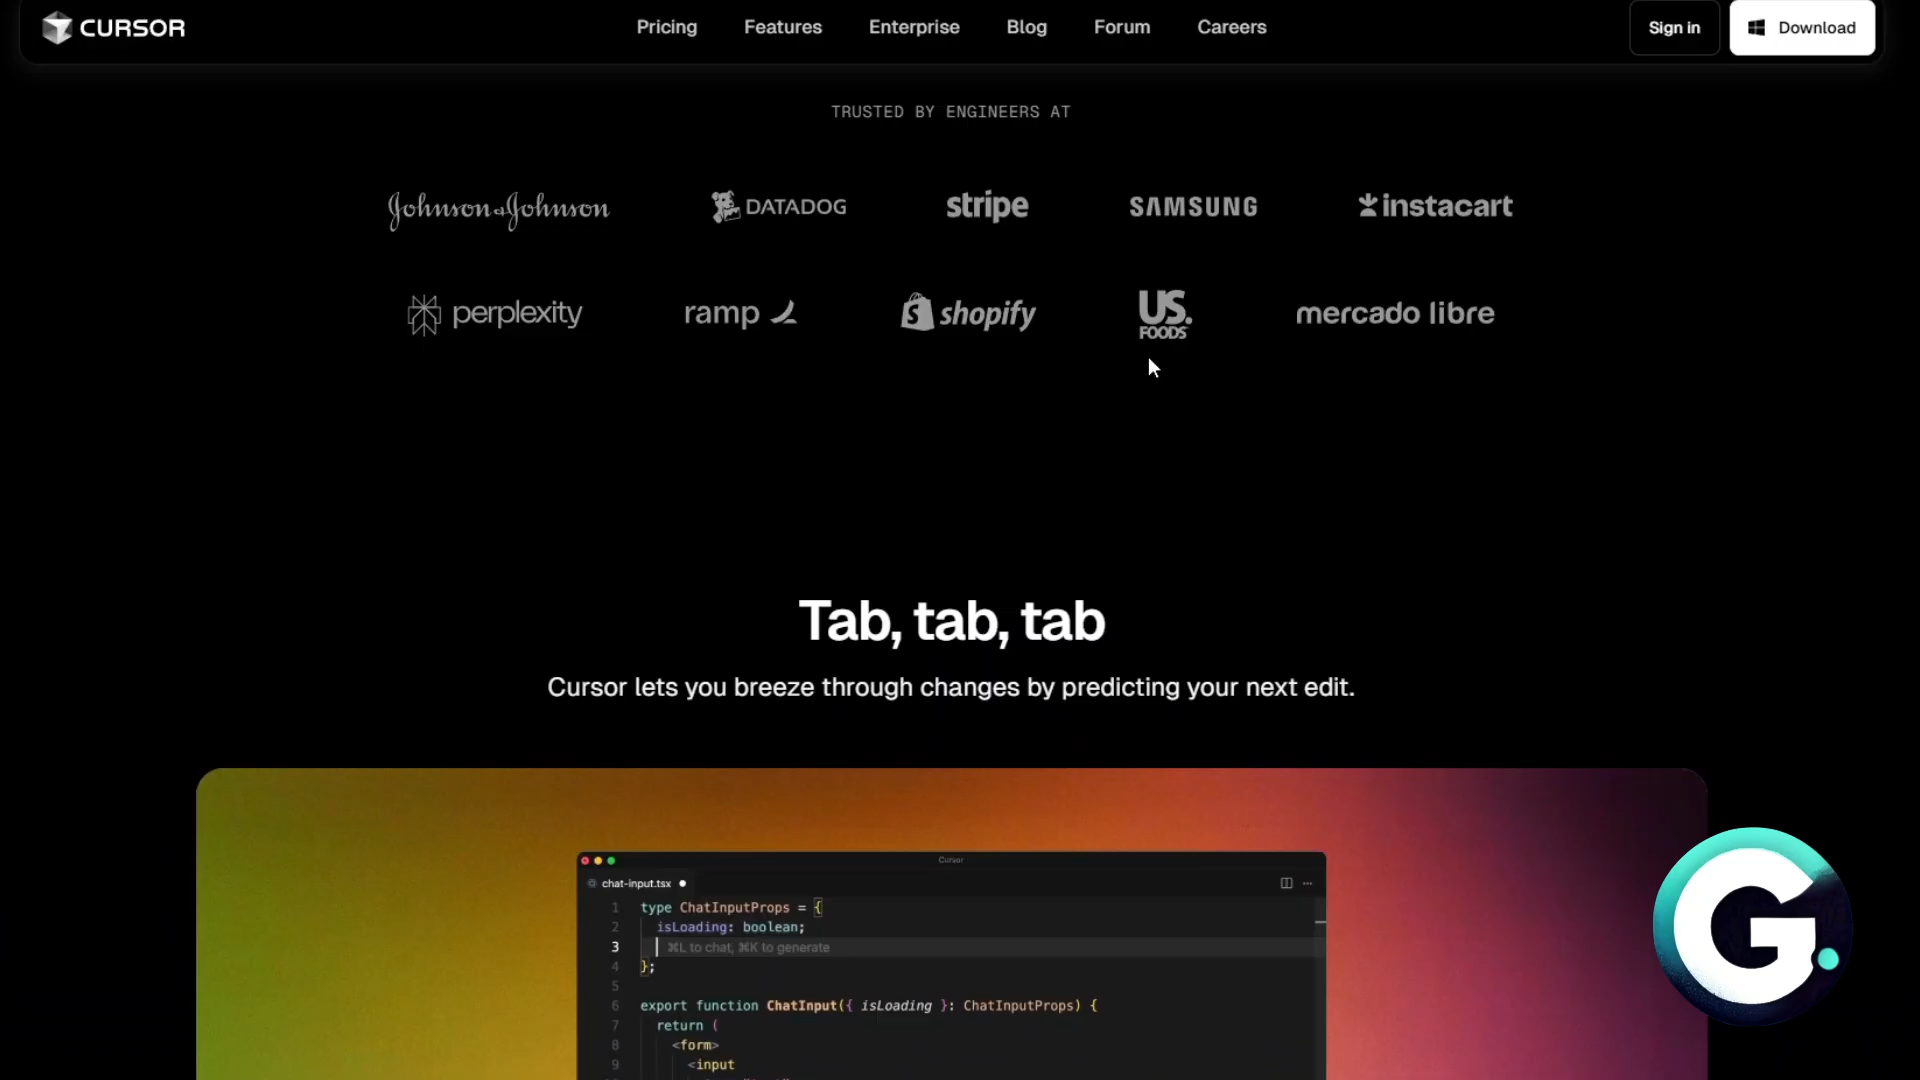 CURSOR
Pricing
Features
Enterprise
Blog
Forum
Careers
Sign in
Download
TRUSTED BY ENGINEERS AT
Johnson & Johnson
DATADOG
stripe
SAMSUNG
instacart
perplexity
ramp
shopify
US.
FOODS
mercado libre
Tab, tab, tab
Cursor lets you breeze through changes by predicting your next edit.
Cursor
chat-input.tsx
1 type ChatInputProps = {
2 isLoading: boolean;
3 ⌘L to chat, ⌘K to generate
4 };
5
6 export function ChatInput({ isLoading }: ChatInputProps) {
7 return (
8 <form>
9 <input
G.